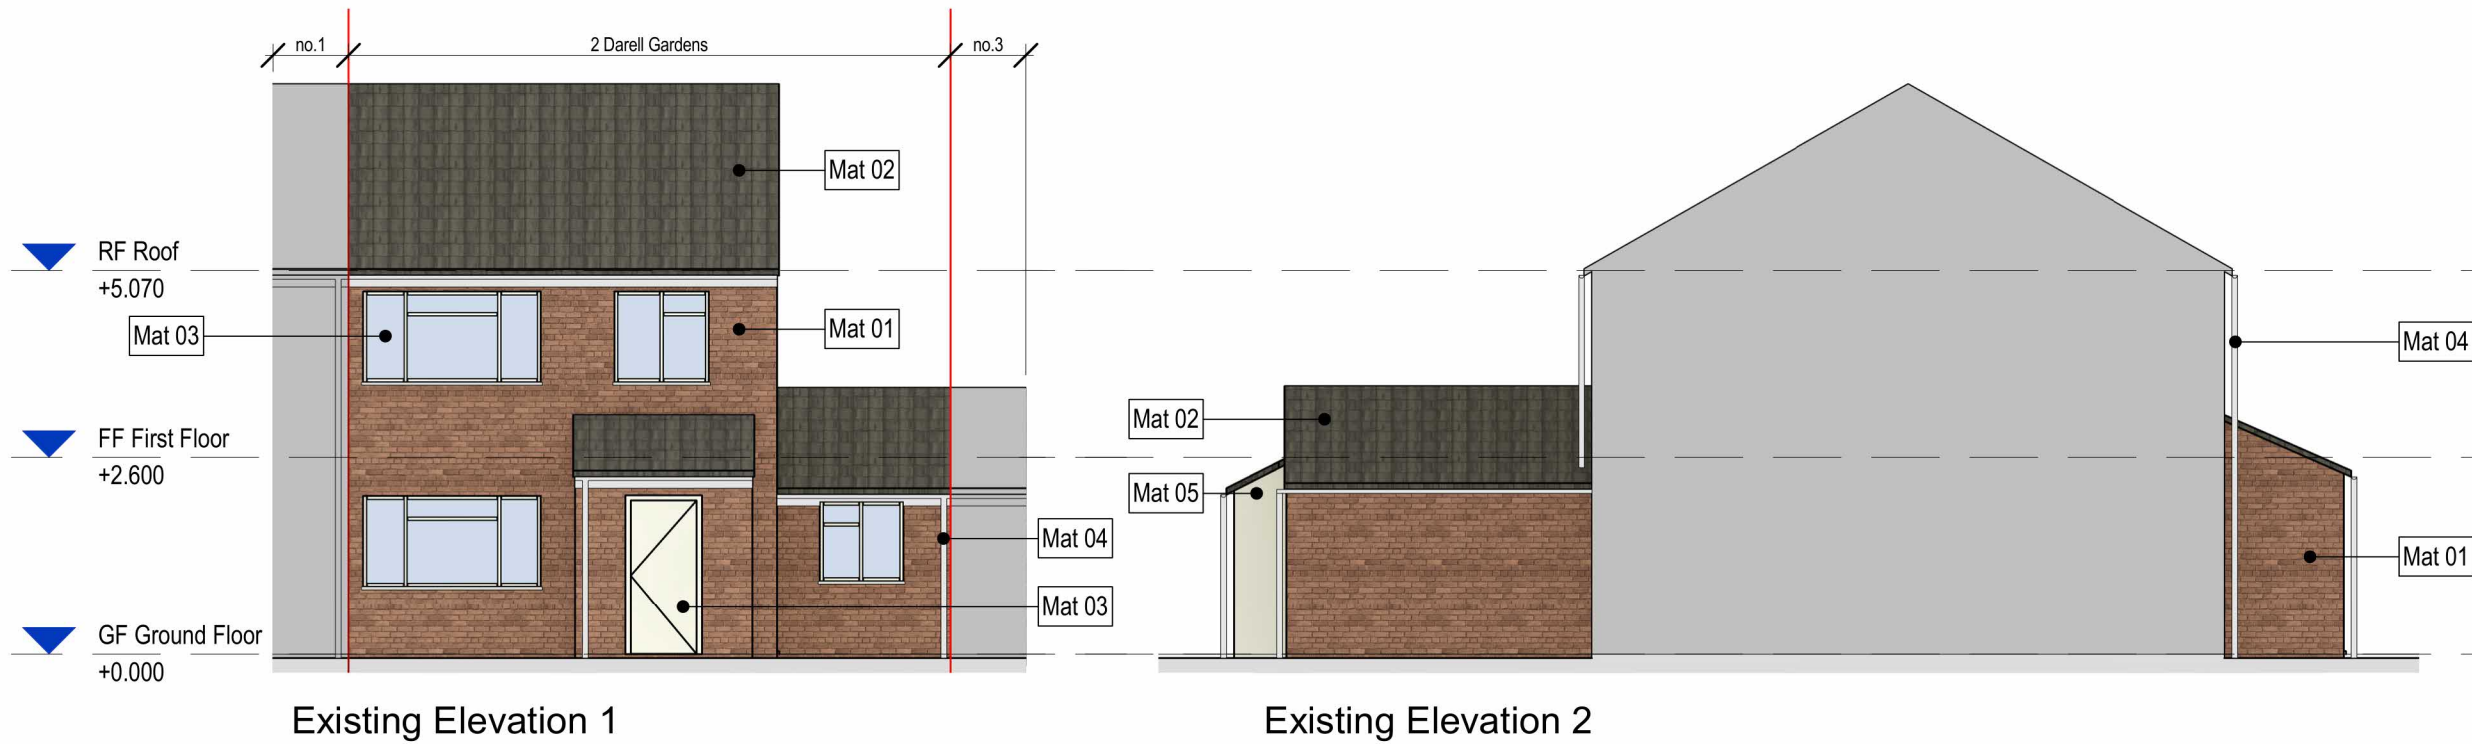 no.1
2 Darell Gardens
no.3
Mat 02
RF Roof
+5.070
Mat 03
Mat 01
Mat 04
FF First Floor
+2.600
Mat 02
Mat 05
Mat 04
Mat 01
Mat 03
GF Ground Floor
+0.000
Existing Elevation 1
Existing Elevation 2